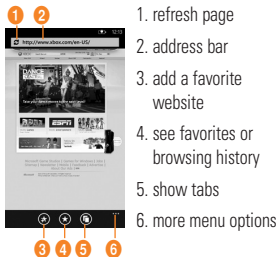 1 2
12:13
http://www.xbox.com/en-US/
DANCE
ESPN
3 4 5 6
1. refresh page
2. address bar
3. add a favorite
website
4. see favorites or
browsing history
5. show tabs
6. more menu options